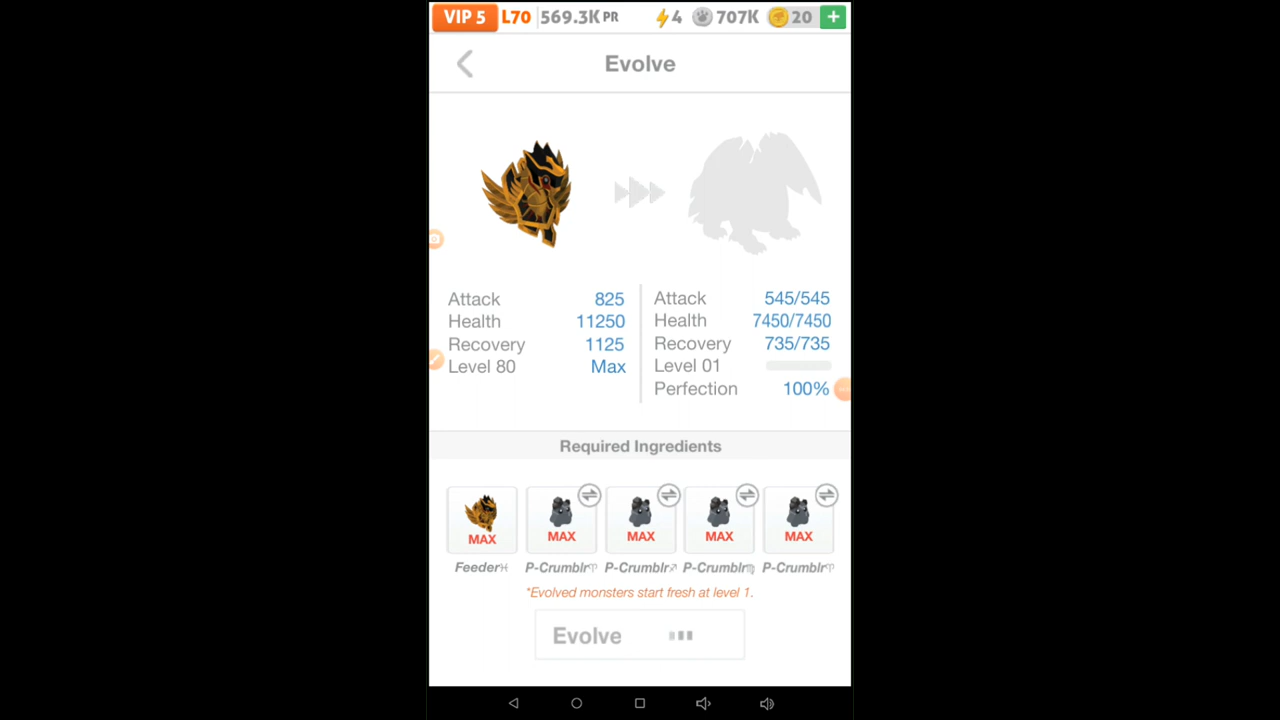 VIP 5 L70 569.3K PR 4 707K 20 +
Evolve
Attack 825
Health 11250
Recovery 1125
Level 80 Max
Attack 545/545
Health 7450/7450
Recovery 735/735
Level 01
Perfection 100%
Required Ingredients
MAX MAX MAX MAX MAX
Feeder♓ P-Crumblr♈ P-Crumblr♐ P-Crumblr♍ P-Crumblr♈
*Evolved monsters start fresh at level 1.
Evolve